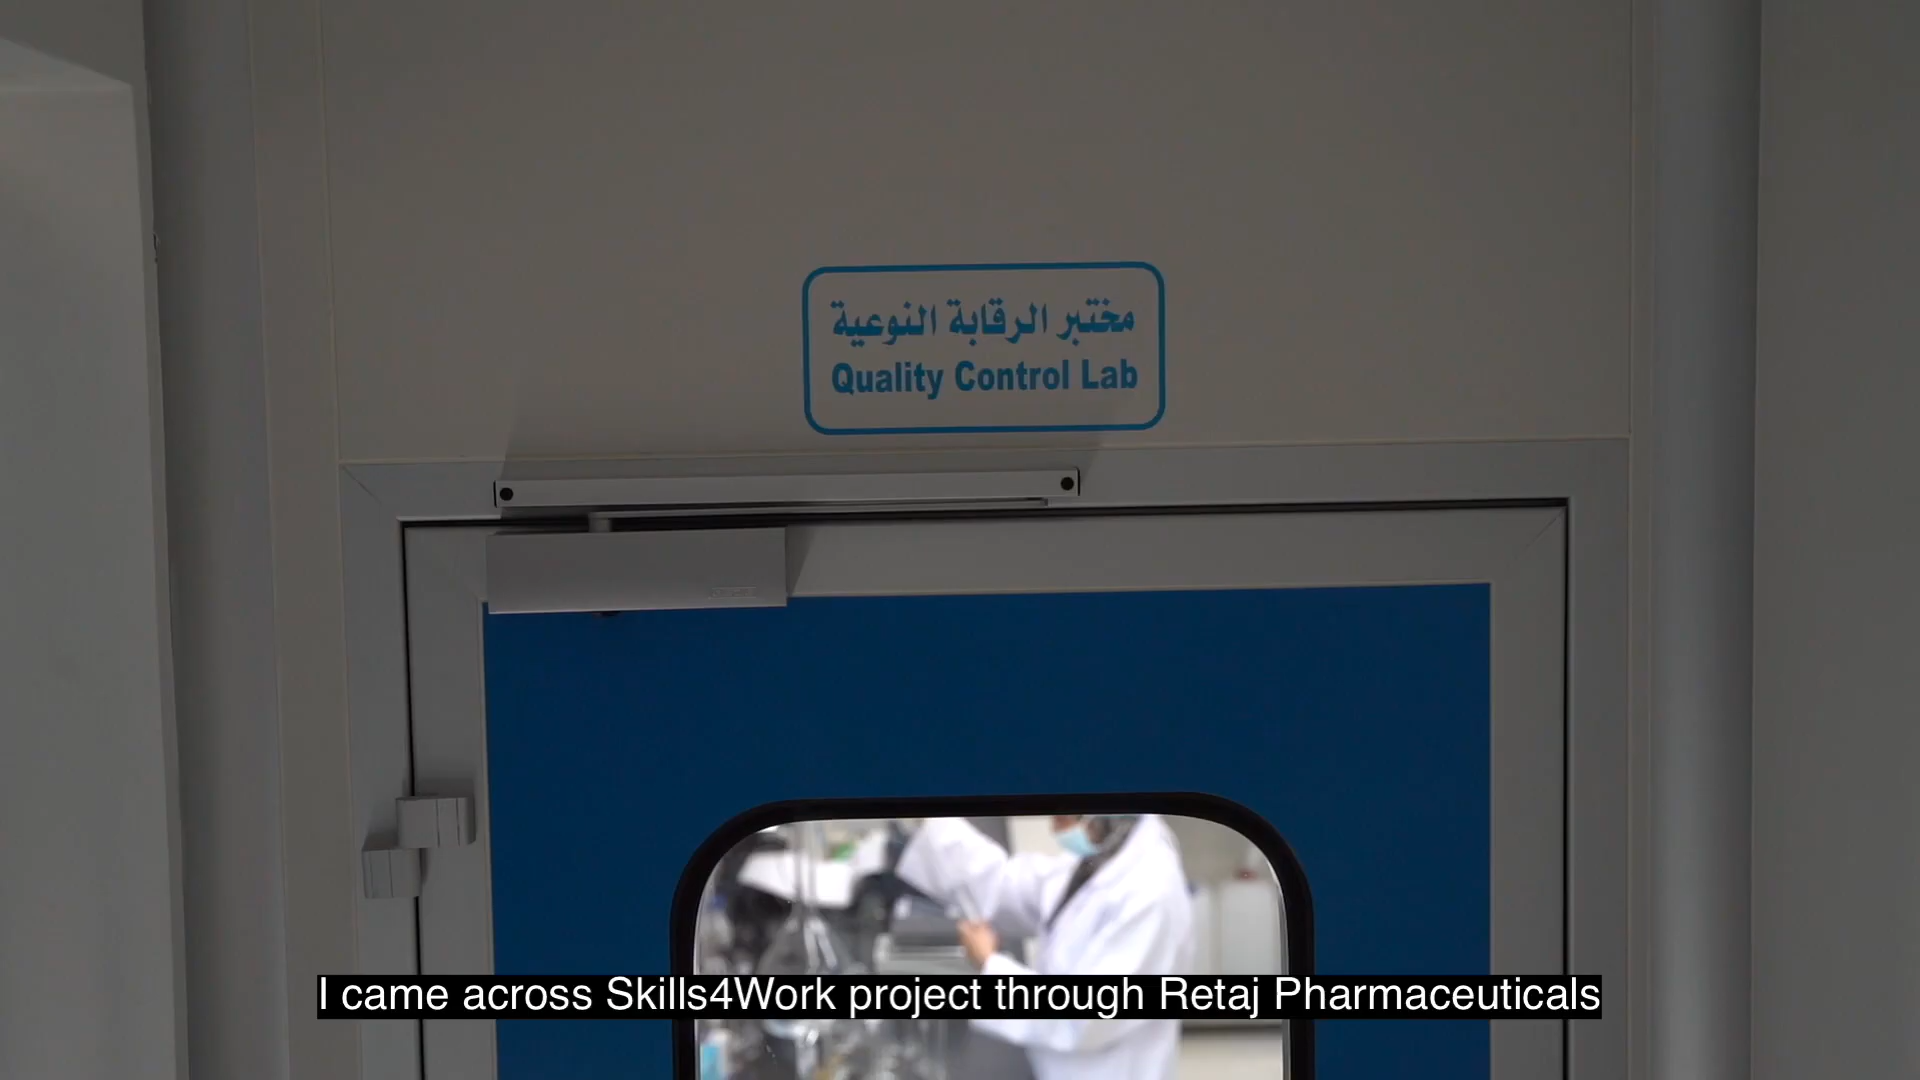 مختبر الرقابة النوعية
Quality Control Lab
I came across Skills4Work project through Retaj Pharmaceuticals